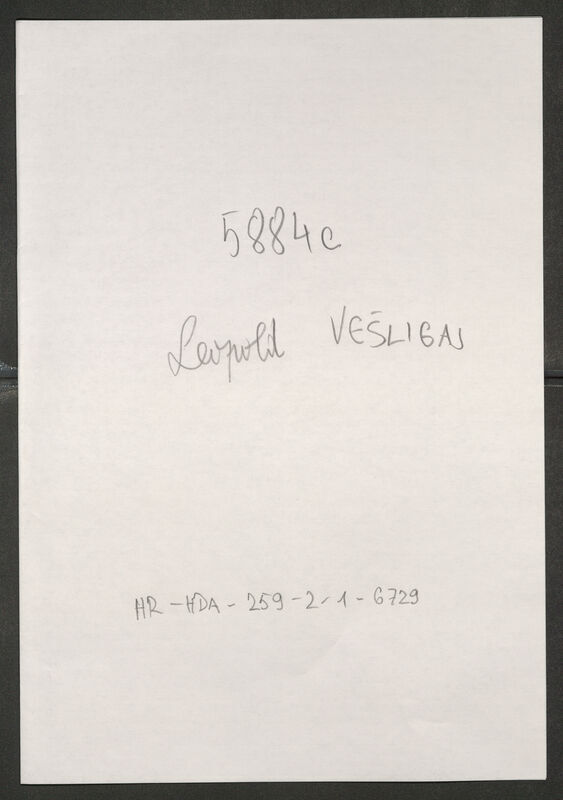 5884c
Leopold VEŠLIGAJ
HR-HDA-259-2-1-6729